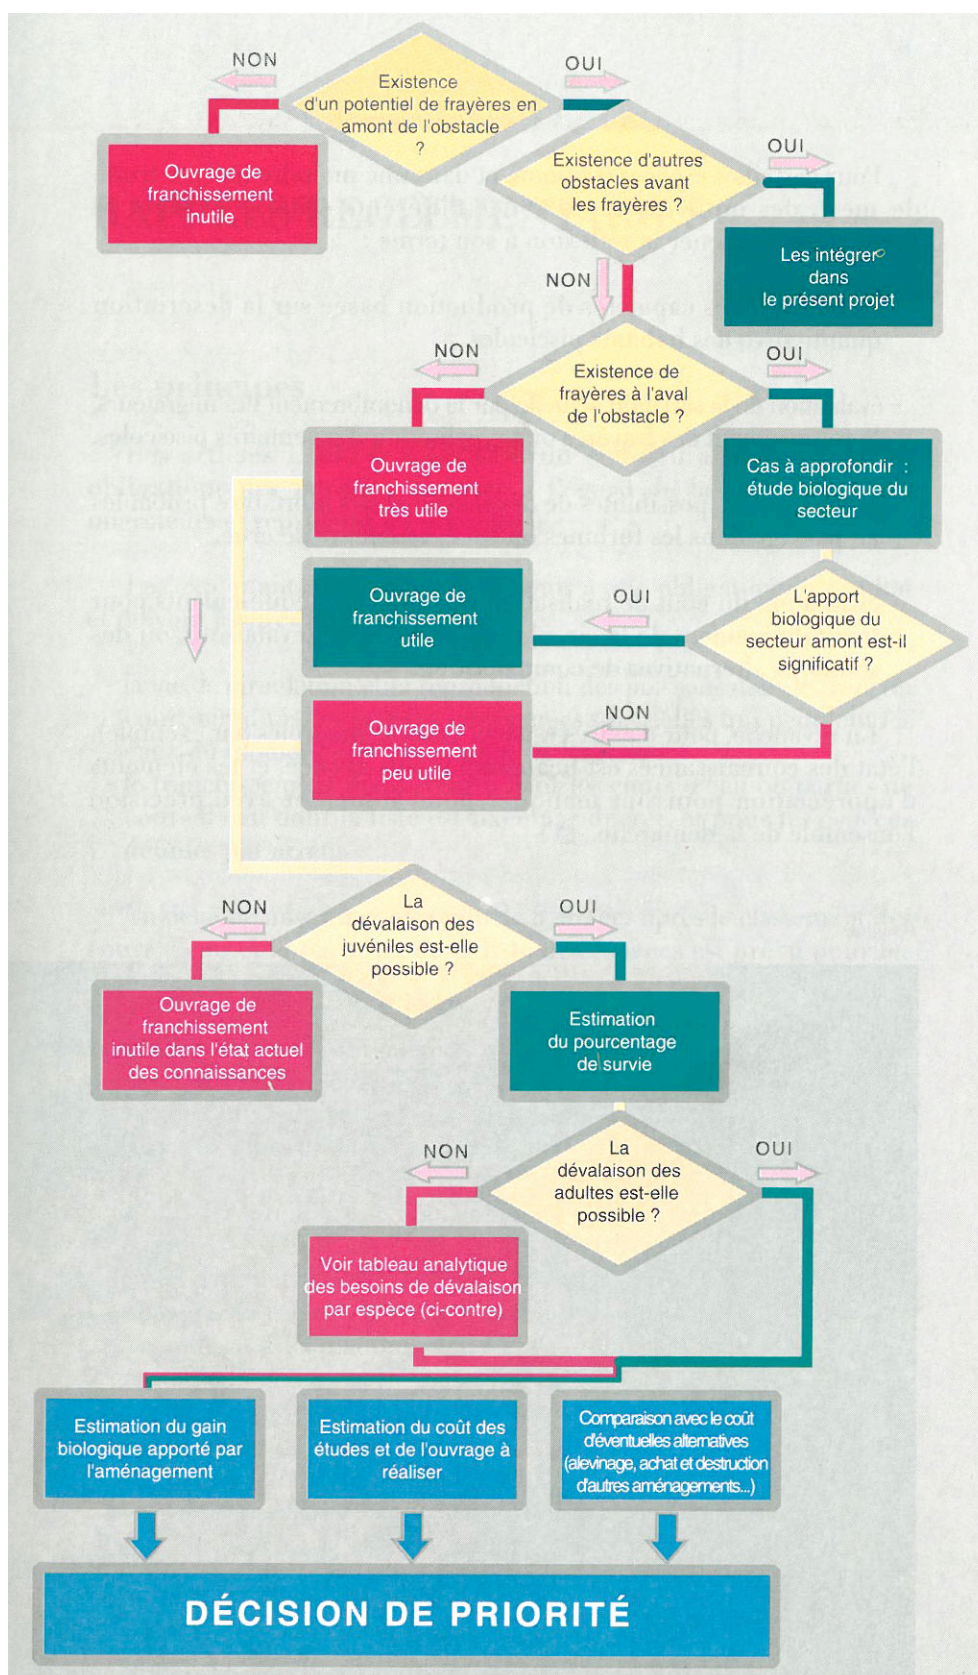 NON
OUI
Existence
d'un potentiel de frayères en
amont de l'obstacle
?
Ouvrage de
franchissement
inutile
Existence d'autres
obstacles avant
les frayères ?
OUI
Les intégrer
dans
le présent projet
NON
NON
Existence de
frayères à l'aval
de l'obstacle ?
OUI
Ouvrage de
franchissement
très utile
Cas à approfondir :
étude biologique du
secteur
Ouvrage de
franchissement
utile
OUI
L'apport
biologique du
secteur amont est-il
significatif ?
Ouvrage de
franchissement
peu utile
NON
La
dévalaison des
juvéniles est-elle
possible ?
NON
OUI
Ouvrage de
franchissement
inutile dans l'état actuel
des connaissances
Estimation
du pourcentage
de survie
NON
La
dévalaison des
adultes est-elle
possible ?
OUI
Voir tableau analytique
des besoins de dévalaison
par espèce (ci-contre)
Estimation du gain
biologique apporté par
l'aménagement
Estimation du coût des
études et de l'ouvrage à
réaliser
Comparaison avec le coût
d'éventuelles alternatives
(alevinage, achat et destruction
d'autres aménagements...)
DÉCISION DE PRIORITÉ